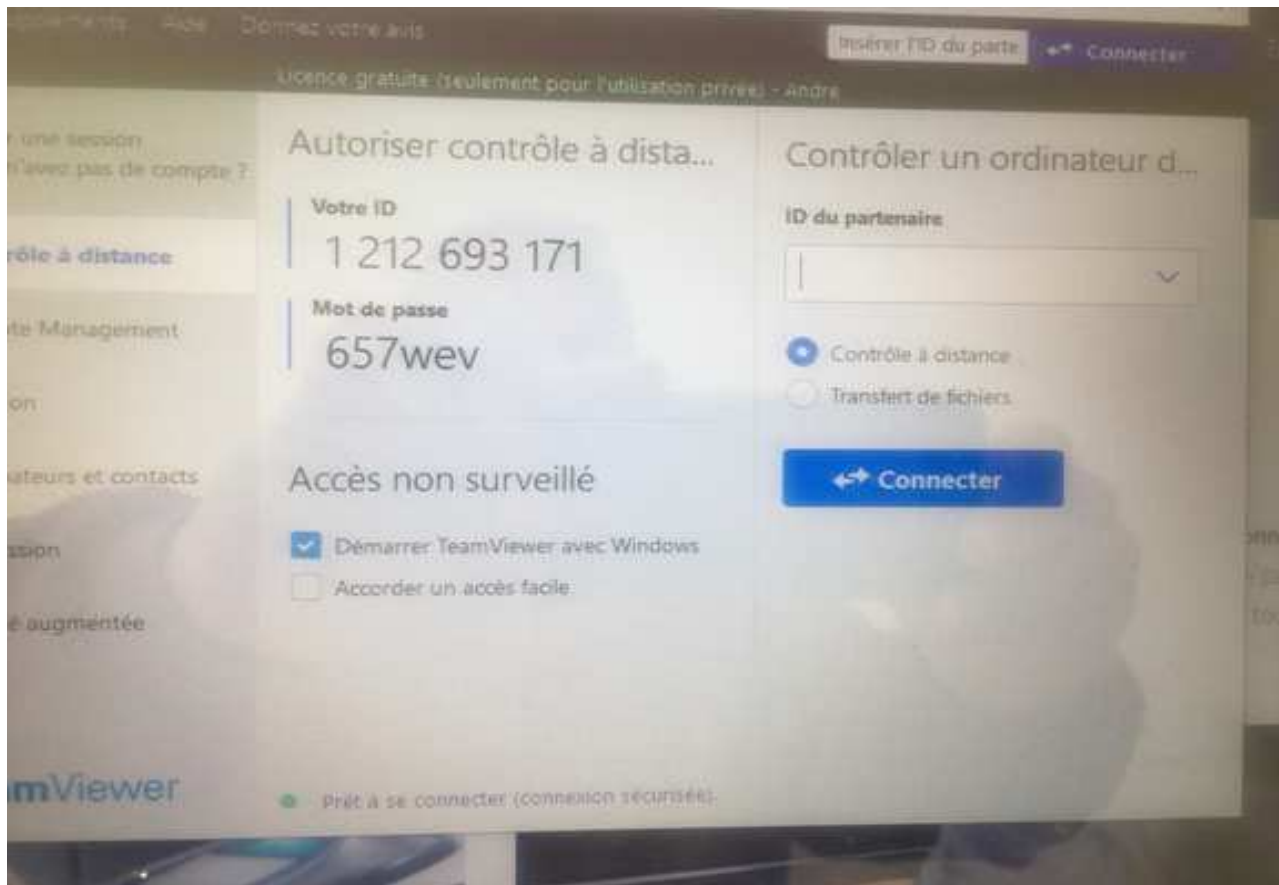 Aide Donnez votre avis
Insérer l'ID du parte
Connecter
Licence gratuite (seulement pour l'utilisation privée) - Andre
une session
n'avez pas de compte ?
rôle à distance
te Management
on
ateurs et contacts
ssion
é augmentée
amViewer
Autoriser contrôle à dista...
Votre ID
1 212 693 171
Mot de passe
657wev
Accès non surveillé
Démarrer TeamViewer avec Windows
Accorder un accès facile
Prêt à se connecter (connexion sécurisée)
Contrôler un ordinateur d...
ID du partenaire
Contrôle à distance
Transfert de fichiers
Connecter